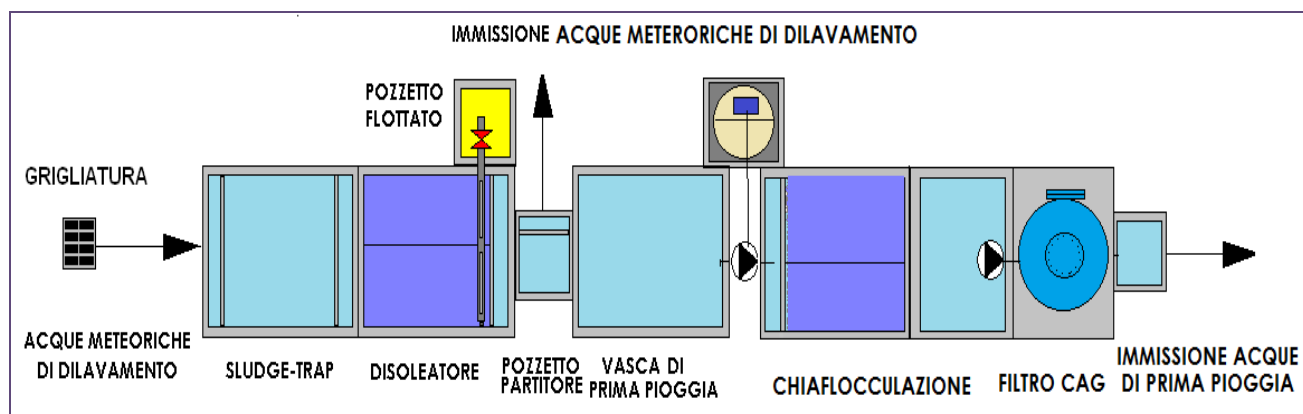 IMMISSIONE ACQUE METERORICHE DI DILAVAMENTO
POZZETTO
FLOTTATO
GRIGLIATURA
ACQUE METEORICHE
DI DILAVAMENTO
SLUDGE-TRAP
DISOLEATORE
POZZETTO
PARTITORE
VASCA DI
PRIMA PIOGGIA
CHIAFLOCCULAZIONE
FILTRO CAG
IMMISSIONE ACQUE
DI PRIMA PIOGGIA